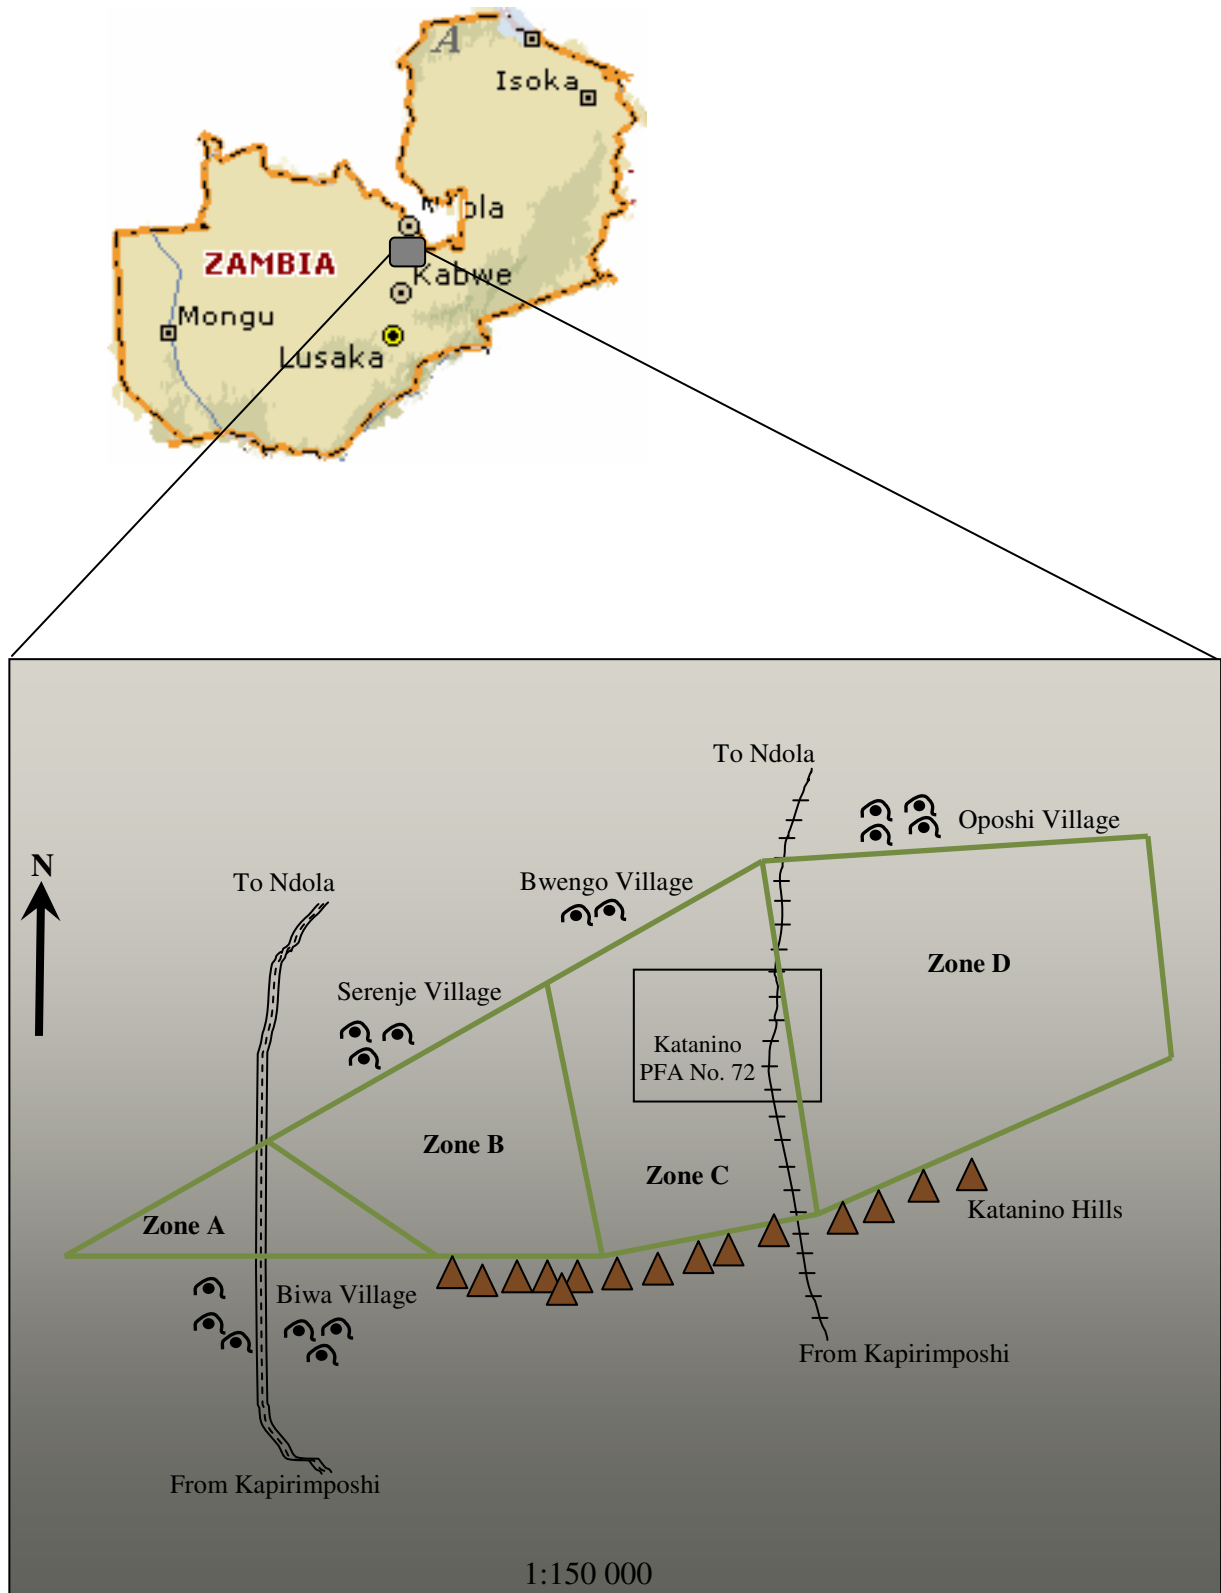 A
Isoka
ola
ZAMBIA
Kabwe
Mongu
Lusaka
To Ndola
Oposhi Village
N
To Ndola
Bwengo Village
Zone D
Serenje Village
Katanino
PFA No. 72
Zone B
Zone C
Zone A
Katanino Hills
Biwa Village
From Kapirimposhi
From Kapirimposhi
1:150 000